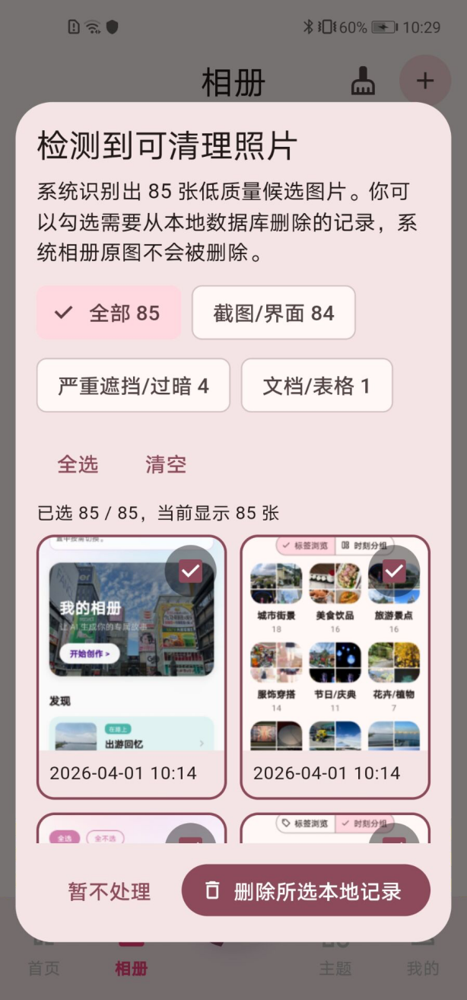 60% 10:29
相册
检测到可清理照片
系统识别出 85 张低质量候选图片。你可
以勾选需要从本地数据库删除的记录，系
统相册原图不会被删除。
全部 85
截图/界面 84
严重遮挡/过暗 4
文档/表格 1
全选
清空
已选 85 / 85，当前显示 85 张
我的相册
让 AI 生成你的专属故事
开始创作 >
发现
在路上
出游回忆
2026-04-01 10:14
标签浏览
时刻分组
城市街景
美食饮品
旅游景点
18
16
16
服饰穿搭
节日/庆典
花卉/植物
14
11
7
2026-04-01 10:14
全选
全不选
标签浏览
时刻分组
暂不处理
删除所选本地记录
首页
相册
主题
我的